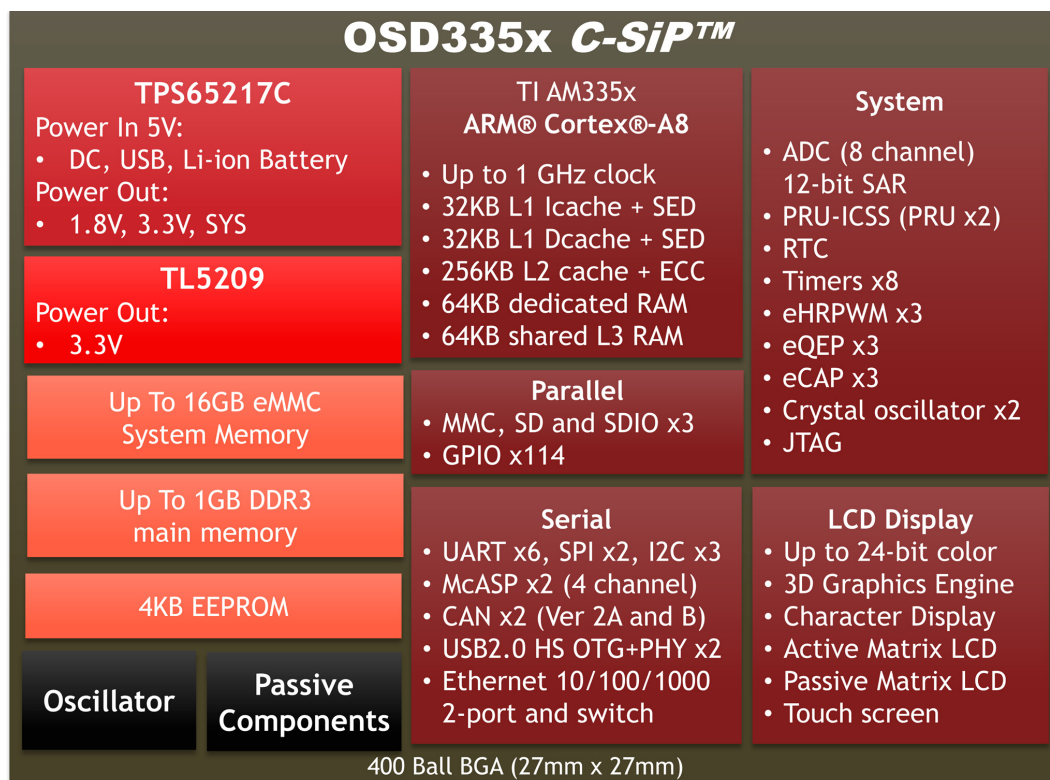 OSD335x C-SiP™
TPS65217C
Power In 5V:
• DC, USB, Li-ion Battery
Power Out:
• 1.8V, 3.3V, SYS
TL5209
Power Out:
• 3.3V
Up To 16GB eMMC
System Memory
Up To 1GB DDR3
main memory
4KB EEPROM
Oscillator
Passive
Components
TI AM335x
ARM® Cortex®-A8
• Up to 1 GHz clock
• 32KB L1 Icache + SED
• 32KB L1 Dcache + SED
• 256KB L2 cache + ECC
• 64KB dedicated RAM
• 64KB shared L3 RAM
Parallel
• MMC, SD and SDIO x3
• GPIO x114
Serial
• UART x6, SPI x2, I2C x3
• McASP x2 (4 channel)
• CAN x2 (Ver 2A and B)
• USB2.0 HS OTG+PHY x2
• Ethernet 10/100/1000
2-port and switch
System
• ADC (8 channel)
12-bit SAR
• PRU-ICSS (PRU x2)
• RTC
• Timers x8
• eHRPWM x3
• eQEP x3
• eCAP x3
• Crystal oscillator x2
• JTAG
LCD Display
• Up to 24-bit color
• 3D Graphics Engine
• Character Display
• Active Matrix LCD
• Passive Matrix LCD
• Touch screen
400 Ball BGA (27mm x 27mm)